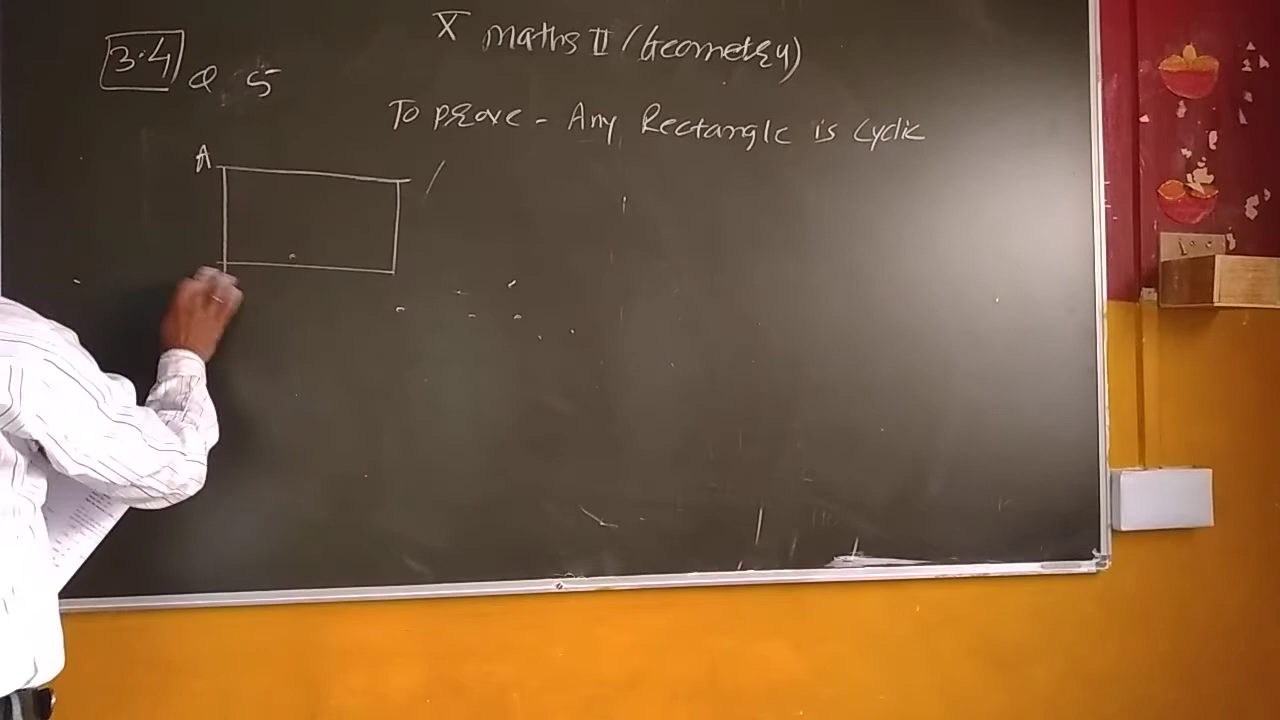 X maths II / Geometry)
3.4 Q 5
To prove - Any Rectangle is cyclic
A